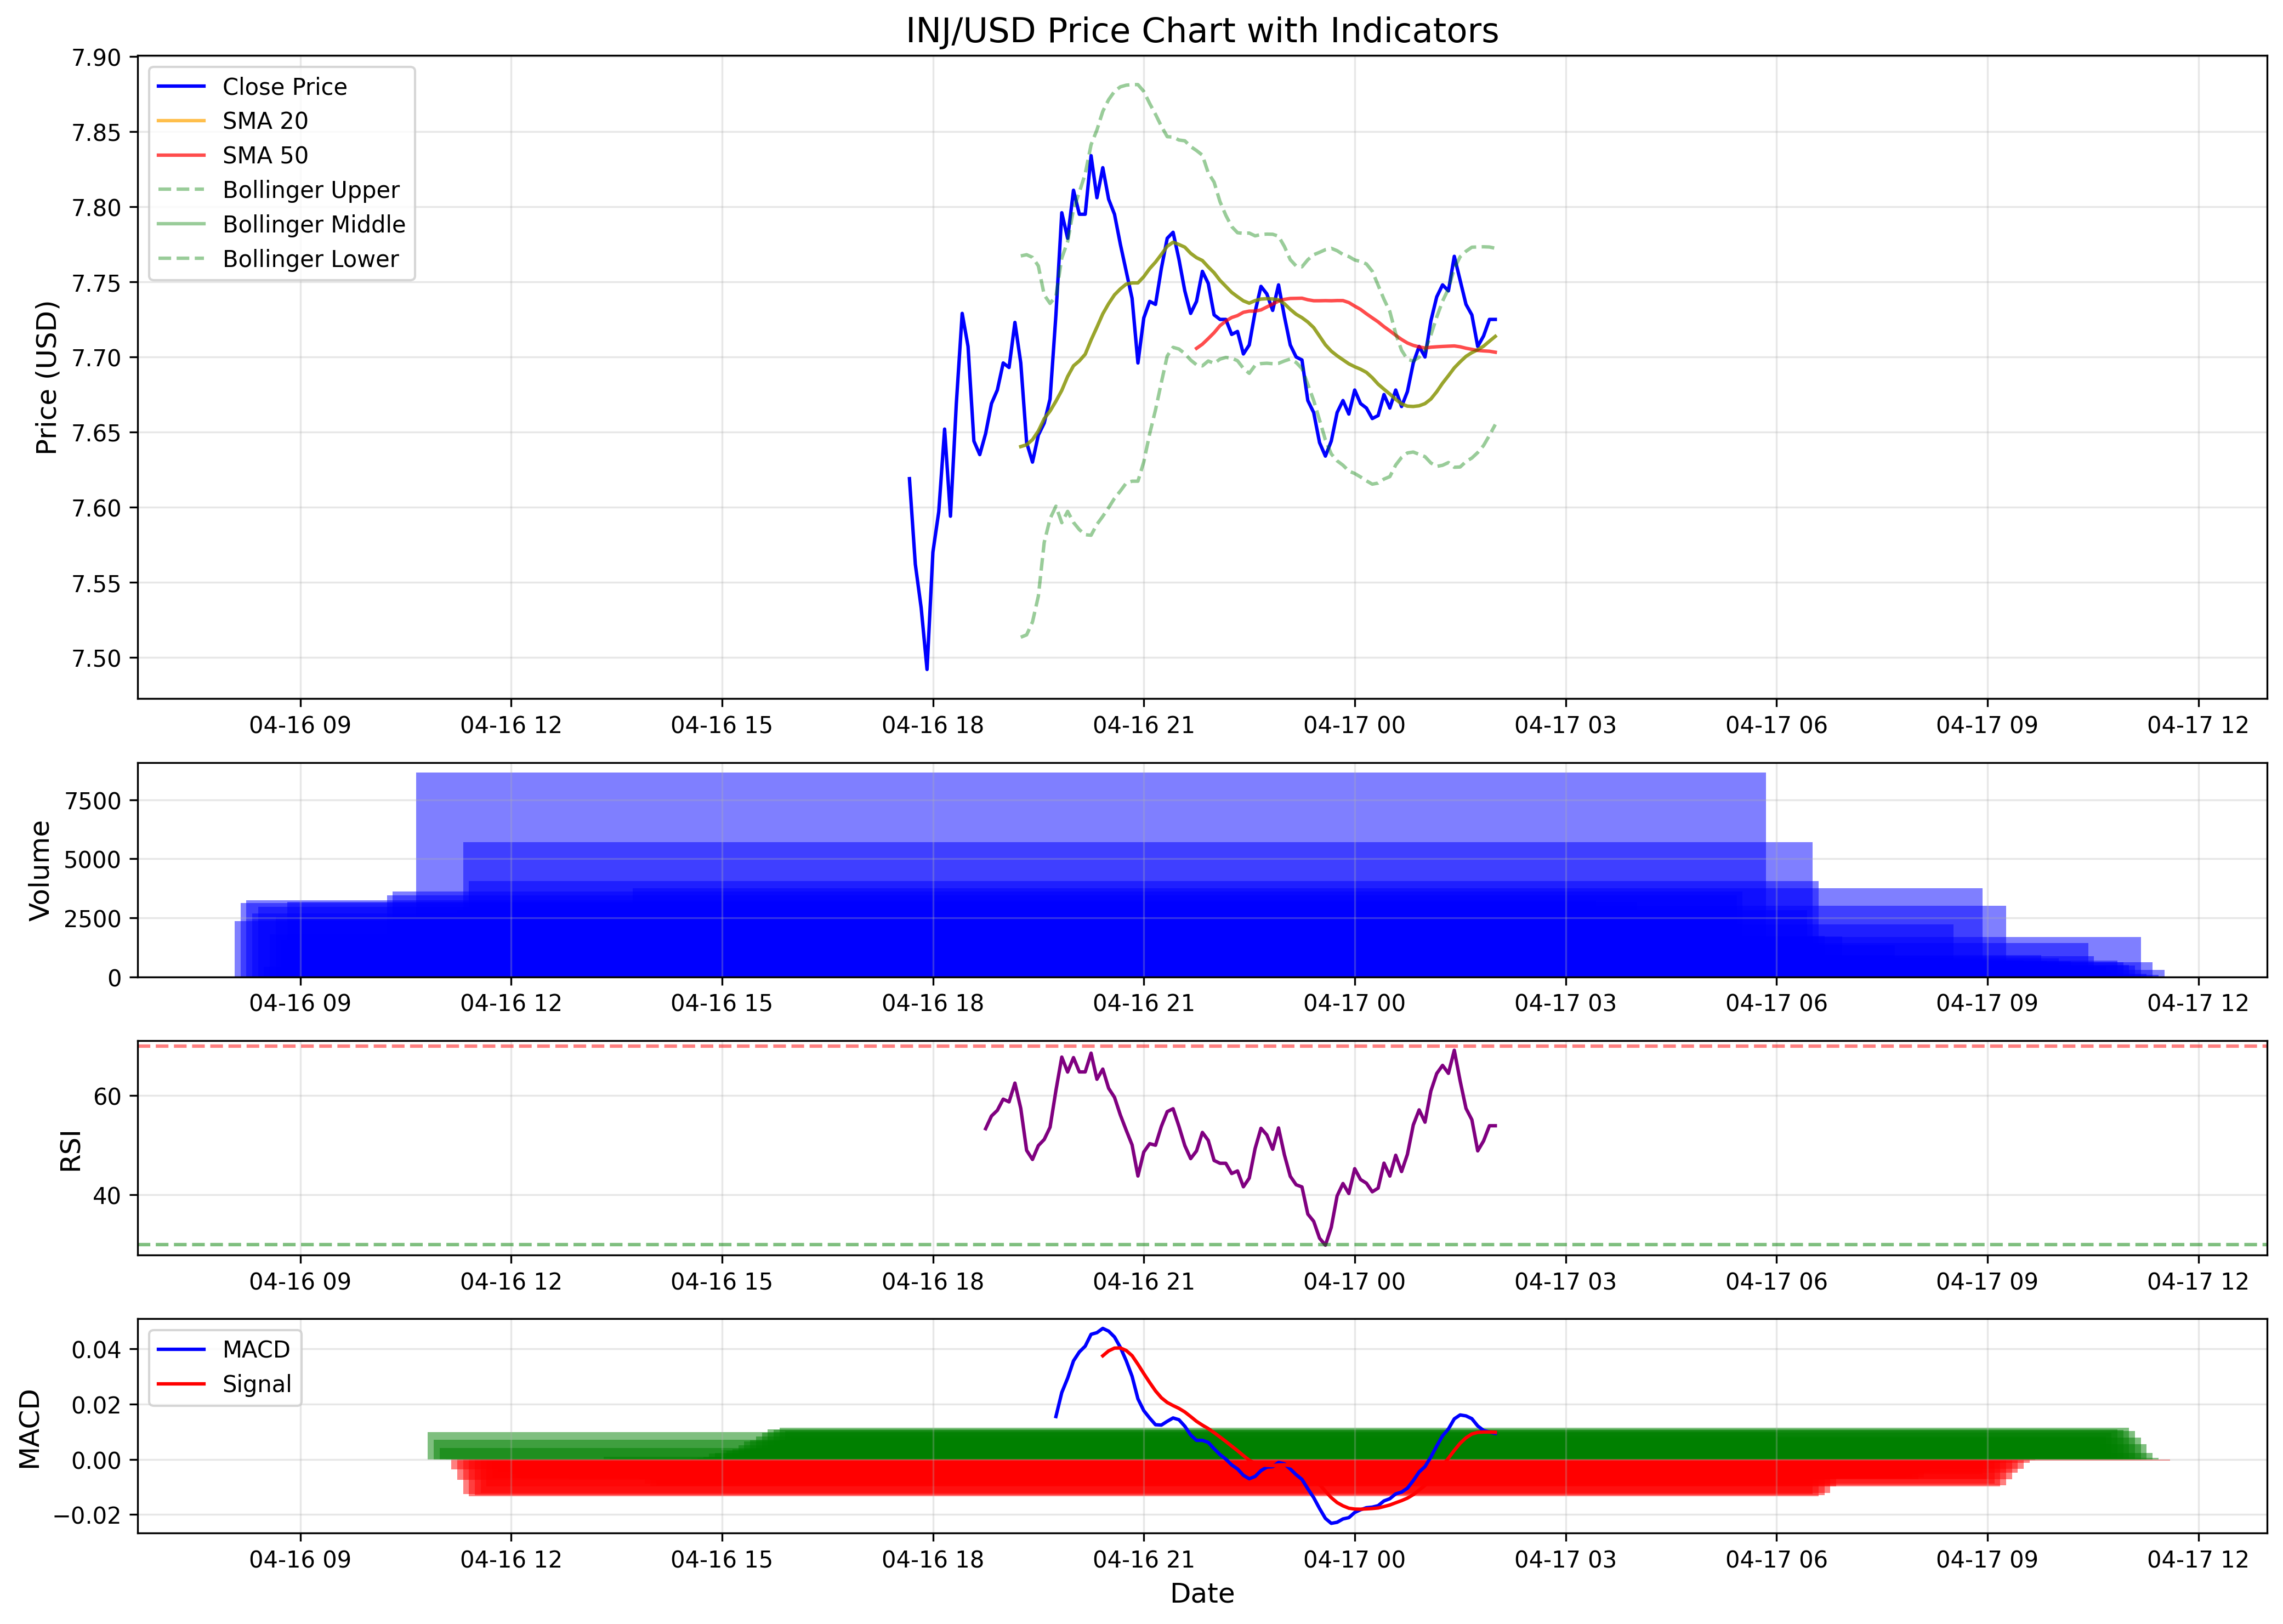 INJ/USD Price Chart with Indicators
Price (USD)
7.90
7.85
7.80
7.75
7.70
7.65
7.60
7.55
7.50
Close Price
SMA 20
SMA 50
Bollinger Upper
Bollinger Middle
Bollinger Lower
04-16 09 04-16 12 04-16 15 04-16 18 04-16 21 04-17 00 04-17 03 04-17 06 04-17 09 04-17 12
Volume
7500
5000
2500
0
04-16 09 04-16 12 04-16 15 04-16 18 04-16 21 04-17 00 04-17 03 04-17 06 04-17 09 04-17 12
RSI
60
40
04-16 09 04-16 12 04-16 15 04-16 18 04-16 21 04-17 00 04-17 03 04-17 06 04-17 09 04-17 12
MACD
0.04
0.02
0.00
−0.02
MACD
Signal
04-16 09 04-16 12 04-16 15 04-16 18 04-16 21 04-17 00 04-17 03 04-17 06 04-17 09 04-17 12
Date